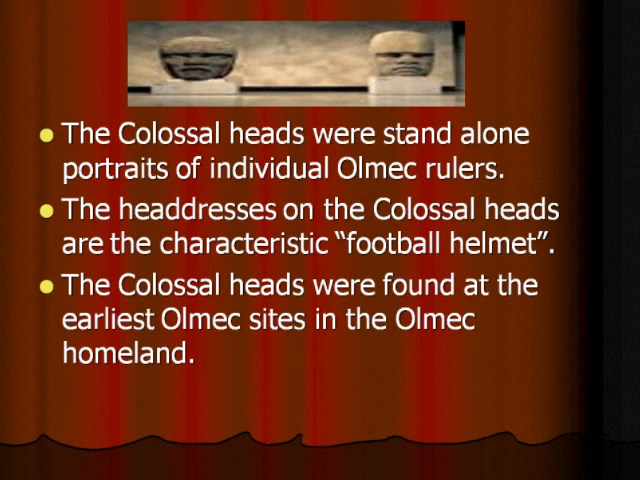 The Colossal heads were stand alone
portraits of individual Olmec rulers.
The headdresses on the Colossal heads
are the characteristic “football helmet”.
The Colossal heads were found at the
earliest Olmec sites in the Olmec
homeland.